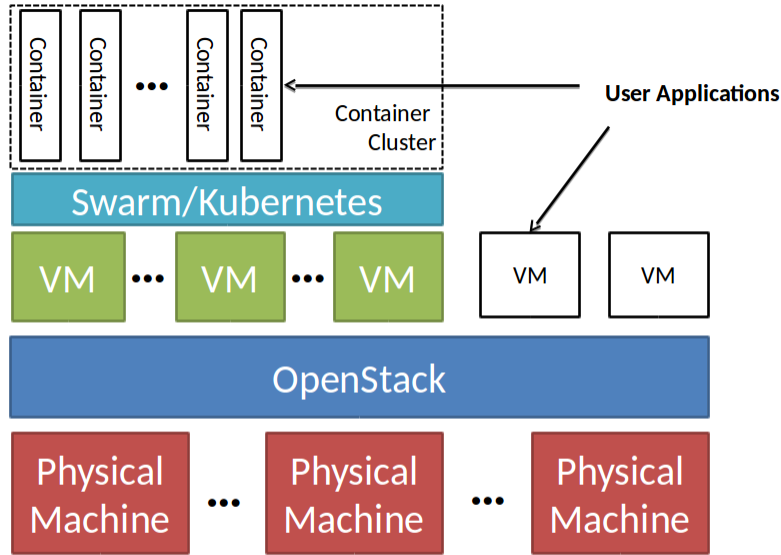 Container
Container
Container
Container
Container
Cluster
User Applications
Swarm/Kubernetes
VM
VM
VM
VM
VM
OpenStack
Physical
Machine
Physical
Machine
Physical
Machine